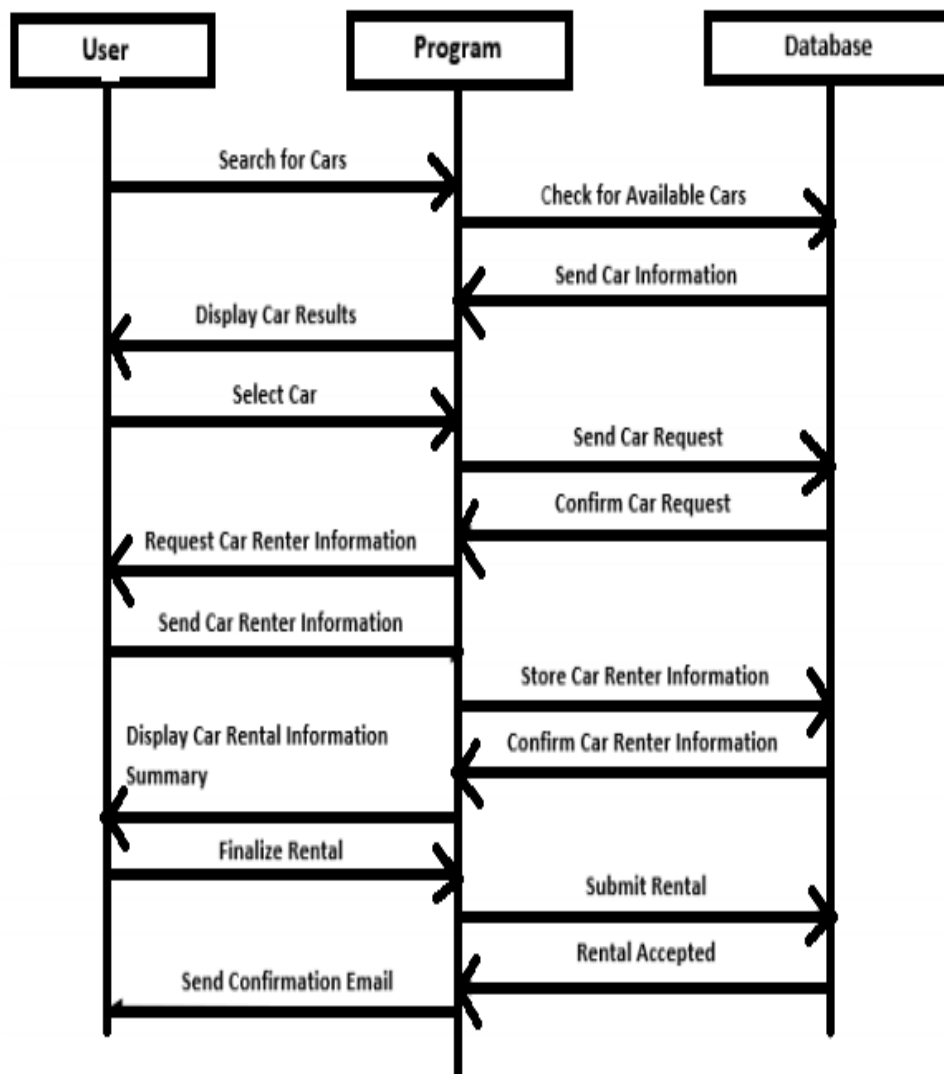 User
Program
Database
Search for Cars
Check for Available Cars
Send Car Information
Display Car Results
Select Car
Send Car Request
Confirm Car Request
Request Car Renter Information
Send Car Renter Information
Store Car Renter Information
Confirm Car Renter Information
Display Car Rental Information
Summary
Finalize Rental
Submit Rental
Rental Accepted
Send Confirmation Email